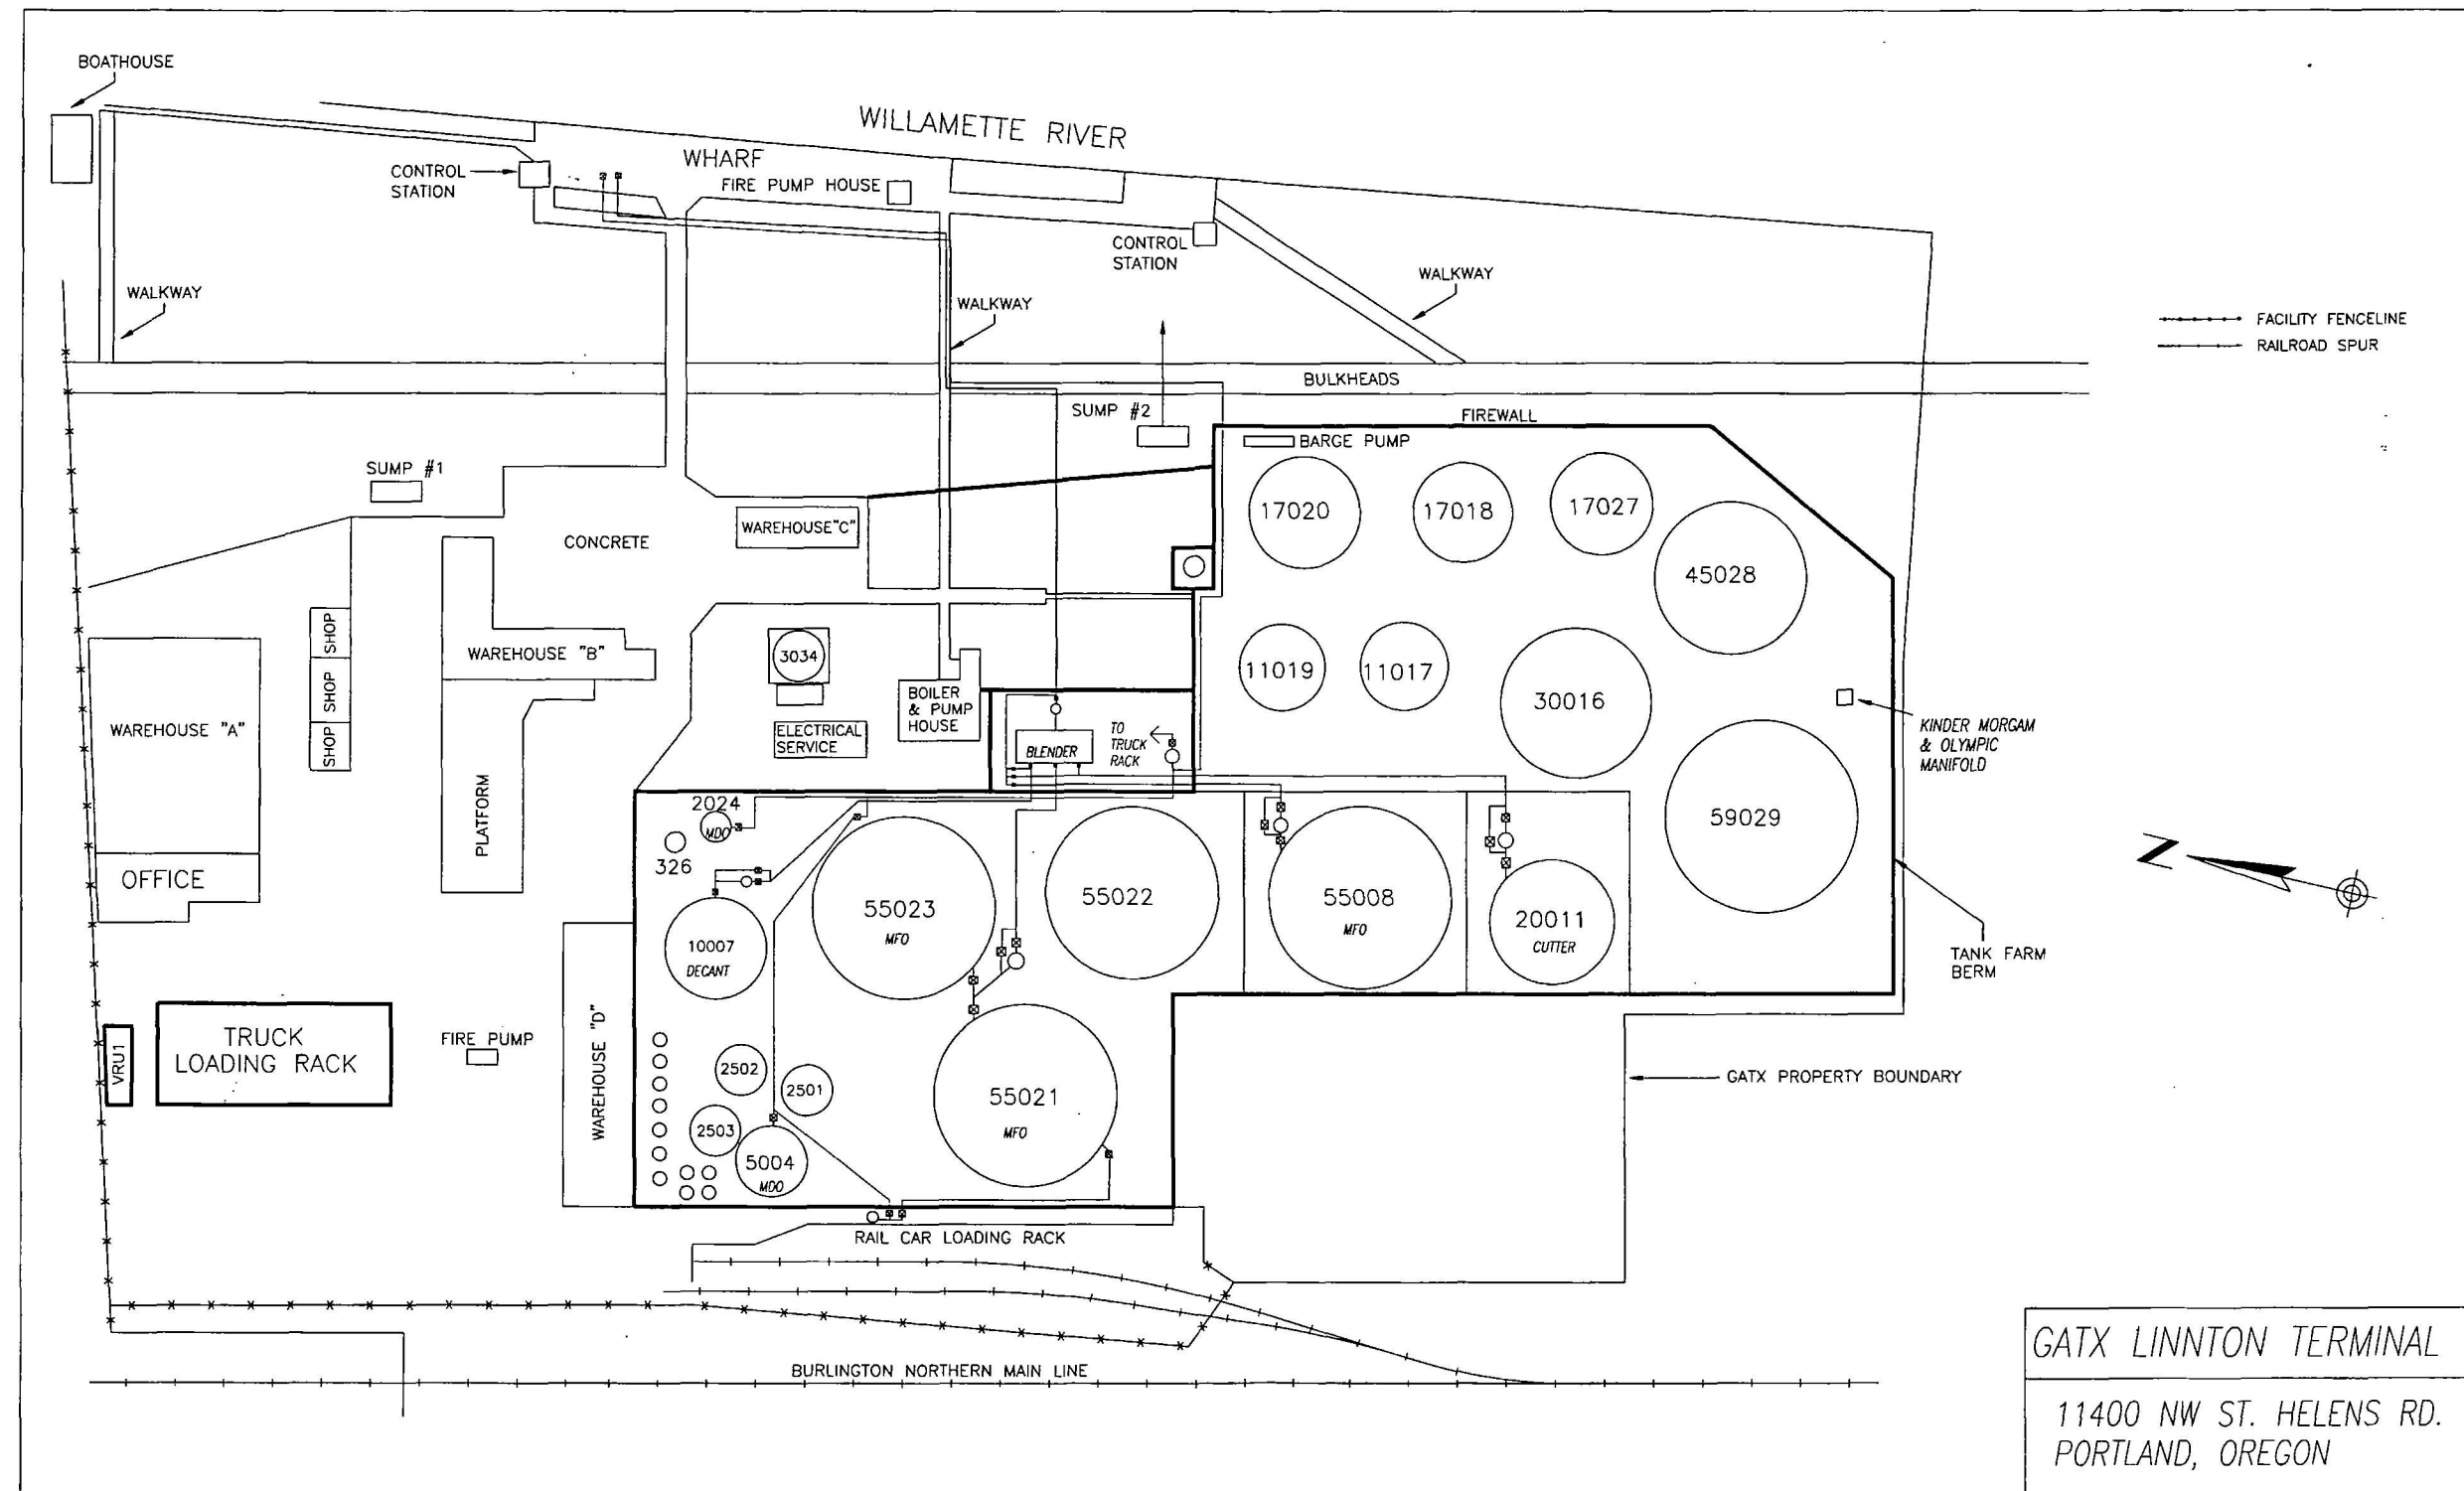 BOATHOUSE
WILLAMETTE RIVER
WHARF
CONTROL
STATION
FIRE PUMP HOUSE
CONTROL
STATION
WALKWAY
WALKWAY
WALKWAY
FACILITY FENCELINE
RAILROAD SPUR
BULKHEADS
SUMP #2
FIREWALL
BARGE PUMP
SUMP #1
17020
17018
17027
WAREHOUSE"C"
CONCRETE
45028
SHOP
SHOP
SHOP
WAREHOUSE "B"
3034
11019
11017
30016
BOILER
& PUMP
HOUSE
WAREHOUSE "A"
ELECTRICAL
SERVICE
BLENDER
TO
TRUCK
RACK
KINDER MORGAM
& OLYMPIC
MANIFOLD
PLATFORM
2024
MDO
326
59029
N
OFFICE
55023
MFO
55022
55008
MFO
20011
CUTTER
10007
DECANT
TANK FARM
BERM
VRU1
TRUCK
LOADING RACK
FIRE PUMP
WAREHOUSE "D"
2502
2501
55021
MFO
GATX PROPERTY BOUNDARY
2503
5004
MDO
RAIL CAR LOADING RACK
BURLINGTON NORTHERN MAIN LINE
GATX LINNTON TERMINAL
11400 NW ST. HELENS RD.
PORTLAND, OREGON